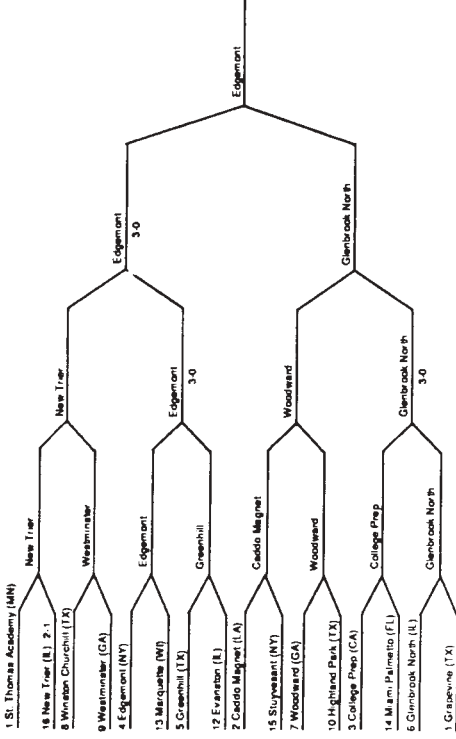 1 St. Thomas Academy (MN)
16 New Trier (IL) 2-1
8 Winston Churchill (TX)
9 Westminster (GA)
4 Edgemont (NY)
13 Marquette (WI)
5 Greenhill (TX)
12 Evanston (IL)
2 Caddo Magnet (LA)
15 Stuyvesant (NY)
7 Woodward (GA)
10 Highland Park (TX)
3 College Prep (CA)
14 Miami Palmetto (FL)
6 Glenbrook North (IL)
1 Grapevine (TX)
New Trier
Westminster
Edgemont
Greenhill
Caddo Magnet
Woodward
College Prep
Glenbrook North
New Trier
Edgemont
3-0
Woodward
Glenbrook North
3-0
Edgemont
3-0
Glenbrook North
Edgemont